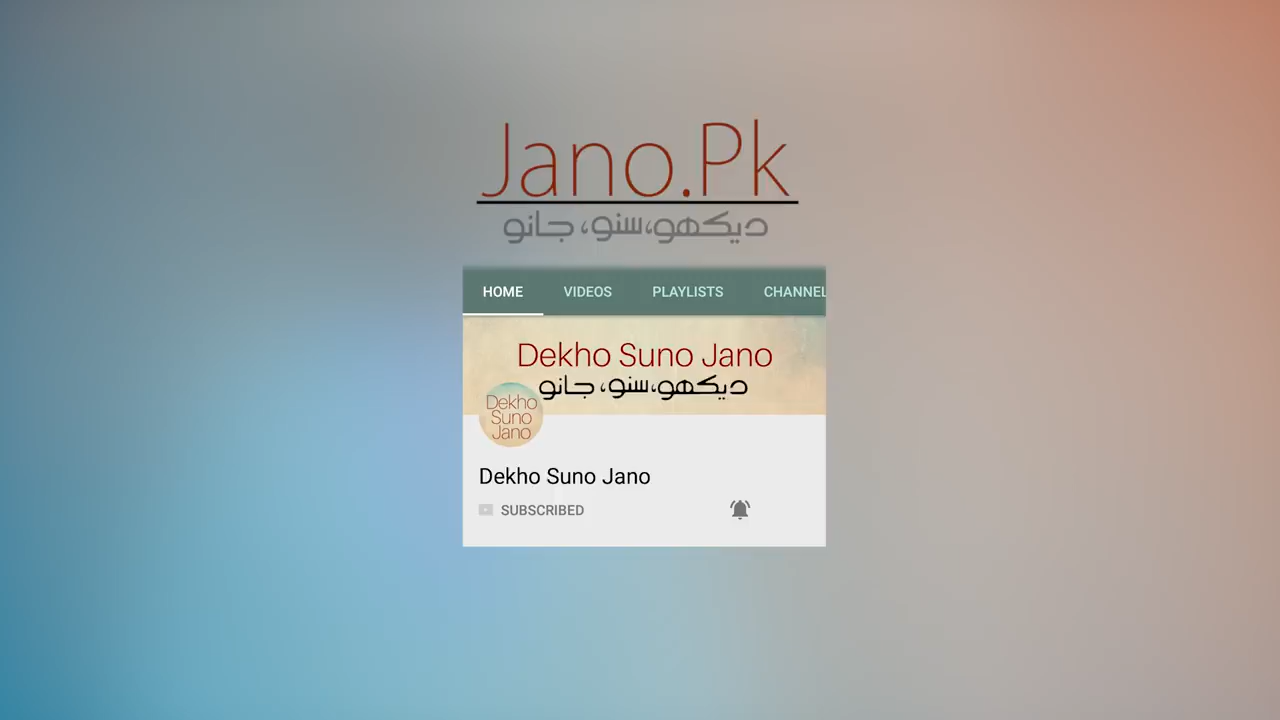 Jano.Pk
دیکھو،سنو، جانو
HOME VIDEOS PLAYLISTS CHANNEL
Dekho Suno Jano
دیکھو،سنو، جانو
Dekho
Suno
Jano
Dekho Suno Jano
SUBSCRIBED